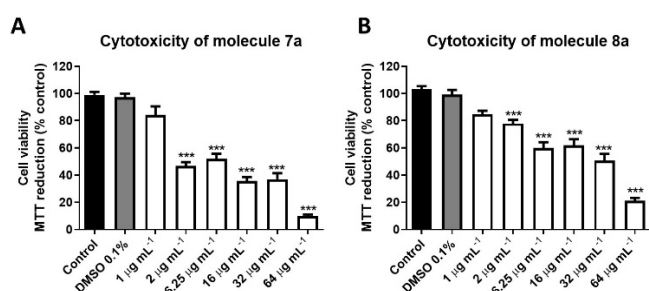 A
Cytotoxicity of molecule 7a
Cell viability
MTT reduction (% control)
120
100
80
60
40
20
0
***
***
***
***
***
Control
DMSO 0.1%
1 µg mL⁻¹
2 µg mL⁻¹
6.25 µg mL⁻¹
16 µg mL⁻¹
32 µg mL⁻¹
64 µg mL⁻¹
B
Cytotoxicity of molecule 8a
Cell viability
MTT reduction (% control)
120
100
80
60
40
20
0
***
***
***
***
***
Control
DMSO 0.1%
1 µg mL⁻¹
2 µg mL⁻¹
6.25 µg mL⁻¹
16 µg mL⁻¹
32 µg mL⁻¹
64 µg mL⁻¹